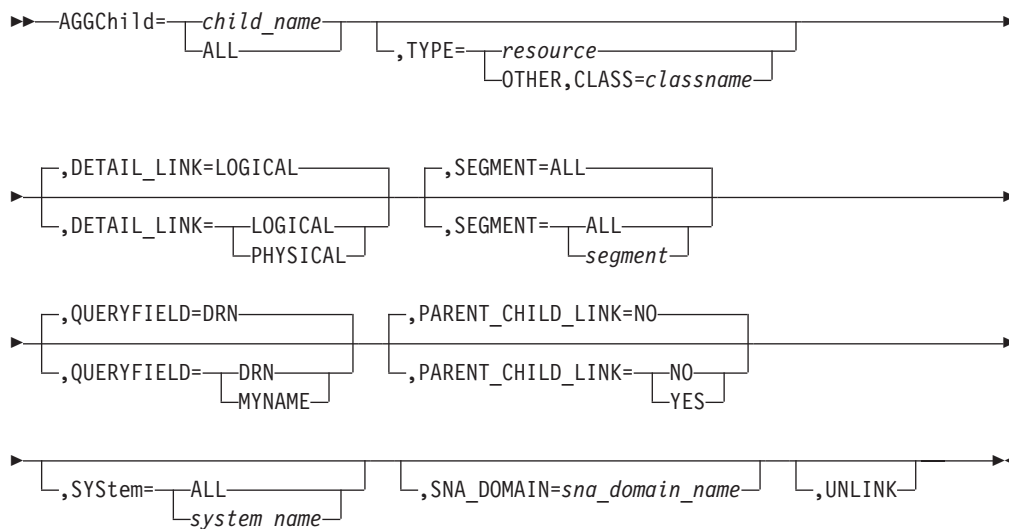 AGGChild= child_name
ALL
,TYPE= resource
OTHER,CLASS=classname
,DETAIL_LINK=LOGICAL
,DETAIL_LINK= LOGICAL
PHYSICAL
,SEGMENT=ALL
,SEGMENT= ALL
segment
,QUERYFIELD=DRN
,QUERYFIELD= DRN
MYNAME
,PARENT_CHILD_LINK=NO
,PARENT_CHILD_LINK= NO
YES
,SYStem= ALL
system name
,SNA_DOMAIN=sna_domain_name
,UNLINK